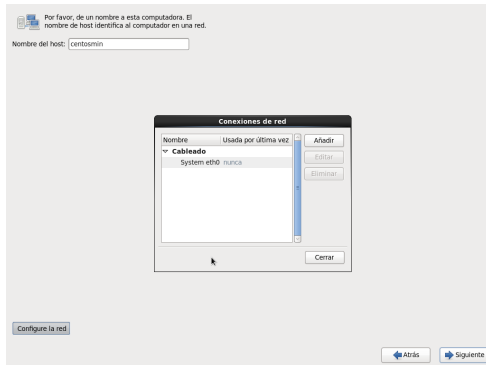 Por favor, de un nombre a esta computadora. El
nombre de host identifica al computador en una red.
Nombre del host: centosmin
Conexiones de red
Nombre Usada por última vez
Cableado
System eth0 nunca
Añadir
Editar
Eliminar
Cerrar
Configure la red
Atrás
Siguiente